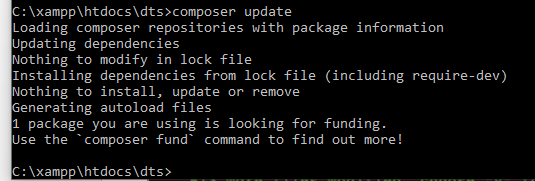 C:\xampp\htdocs\dts>composer update
Loading composer repositories with package information
Updating dependencies
Nothing to modify in lock file
Installing dependencies from lock file (including require-dev)
Nothing to install, update or remove
Generating autoload files
1 package you are using is looking for funding.
Use the `composer fund` command to find out more!
C:\xampp\htdocs\dts>